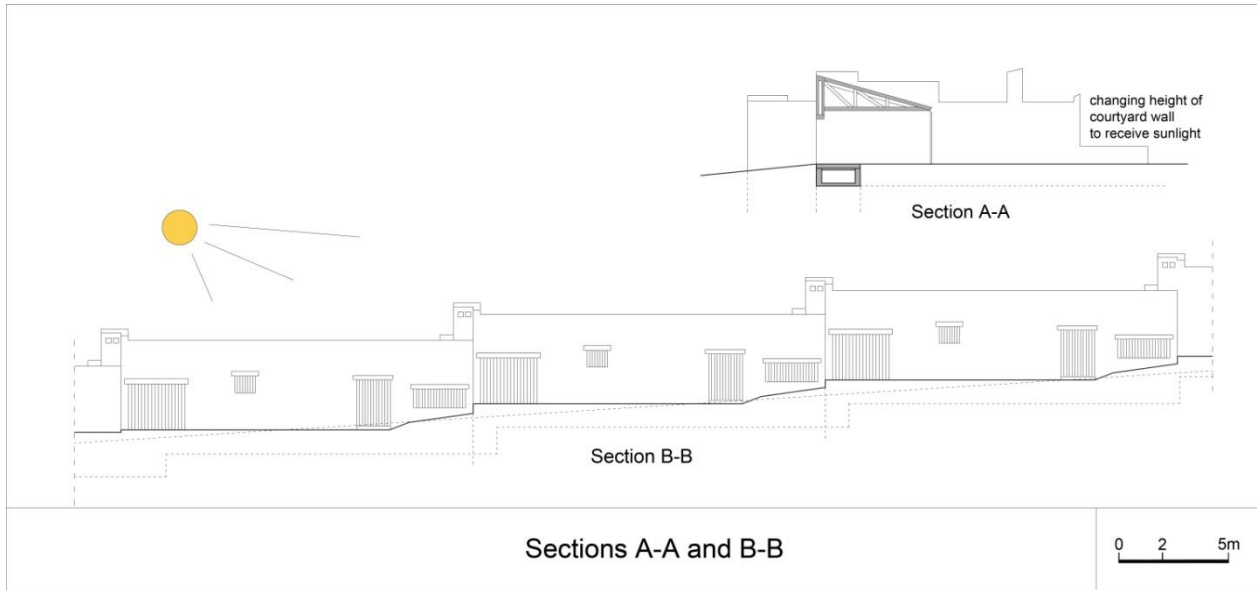 changing height of
courtyard wall
to receive sunlight
Section A-A
Section B-B
Sections A-A and B-B
0 2 5m